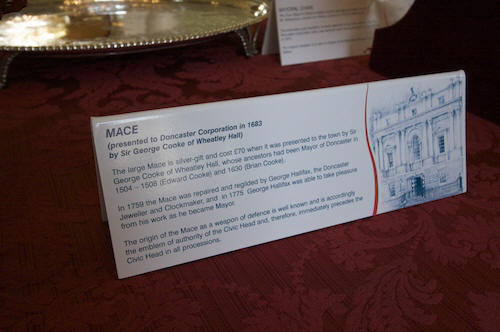 MAYORAL CHAIN
MACE
(presented to Doncaster Corporation in 1683
by Sir George Cooke of Wheatley Hall)
The large Mace is silver-gift and cost £70 when it was presented to the town by Sir
George Cooke of Wheatley Hall, whose ancestors had been Mayor of Doncaster in
1504 – 1508 (Edward Cooke) and 1630 (Brian Cooke).
In 1759 the Mace was repaired and regilded by George Halifax, the Doncaster
Jeweller and Clockmaker, and in 1775 George Halifax was able to take pleasure
from his work as he became Mayor.
The origin of the Mace as a weapon of defence is well known and is accordingly
the emblem of authority of the Civic Head and, therefore, immediately precedes the
Civic Head in all processions.